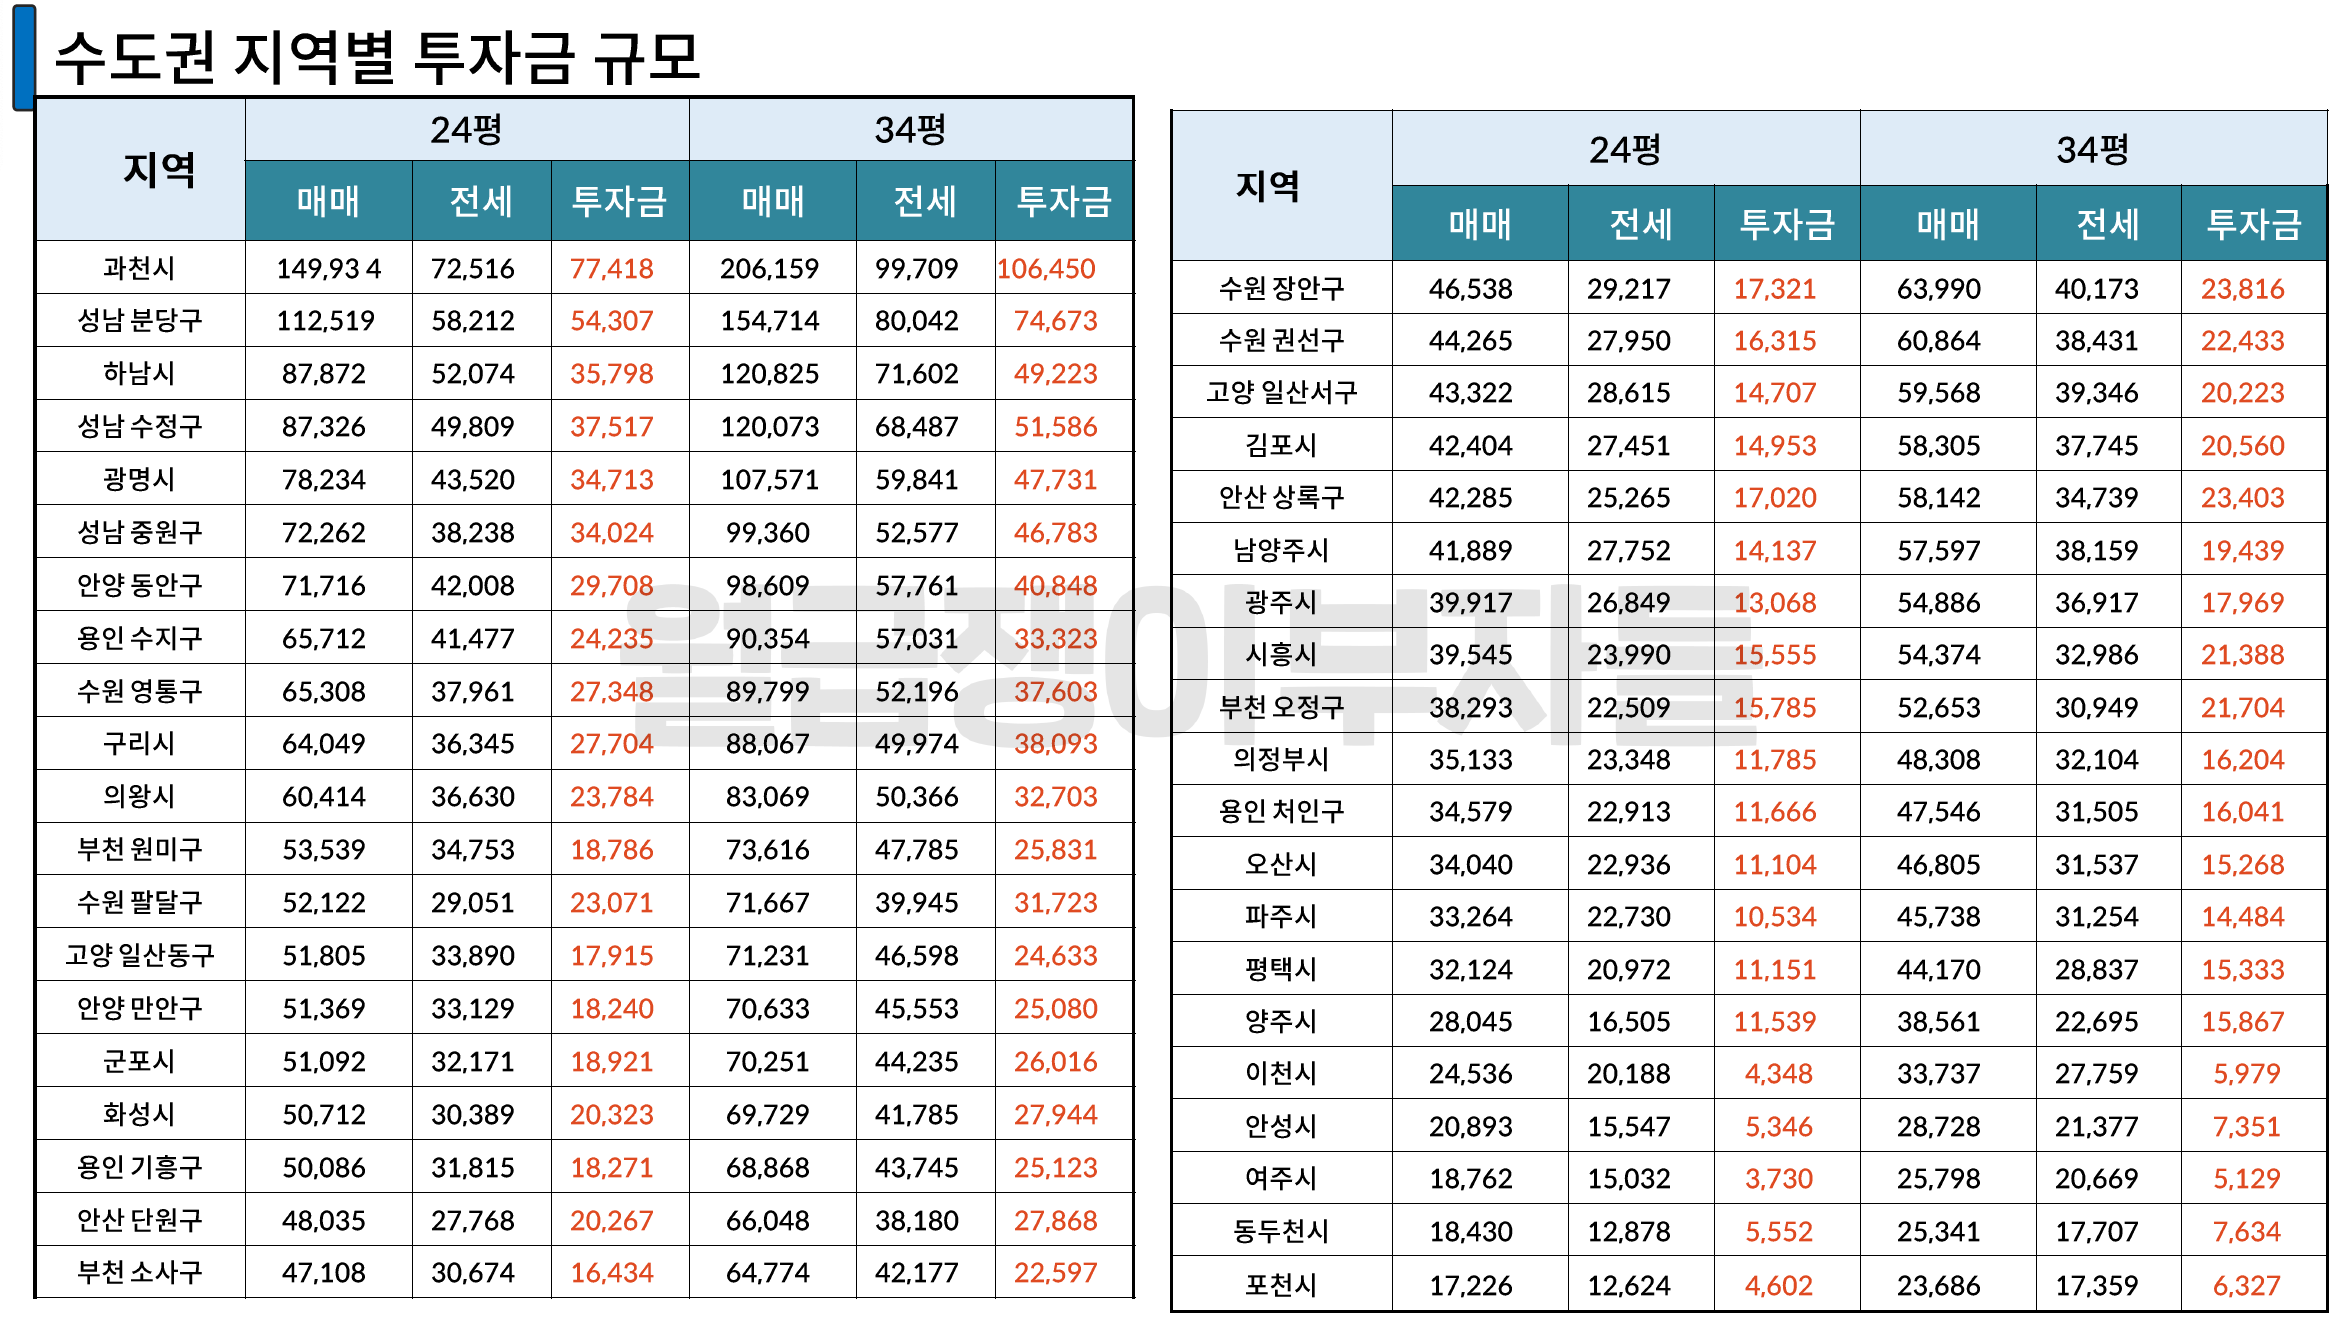 수도권 지역별 투자금 규모
지역 24평 34평
매매 전세 투자금 매매 전세 투자금
과천시 149,93 4 72,516 77,418 206,159 99,709 106,450
성남 분당구 112,519 58,212 54,307 154,714 80,042 74,673
하남시 87,872 52,074 35,798 120,825 71,602 49,223
성남 수정구 87,326 49,809 37,517 120,073 68,487 51,586
광명시 78,234 43,520 34,713 107,571 59,841 47,731
성남 중원구 72,262 38,238 34,024 99,360 52,577 46,783
안양 동안구 71,716 42,008 29,708 98,609 57,761 40,848
용인 수지구 65,712 41,477 24,235 90,354 57,031 33,323
수원 영통구 65,308 37,961 27,348 89,799 52,196 37,603
구리시 64,049 36,345 27,704 88,067 49,974 38,093
의왕시 60,414 36,630 23,784 83,069 50,366 32,703
부천 원미구 53,539 34,753 18,786 73,616 47,785 25,831
수원 팔달구 52,122 29,051 23,071 71,667 39,945 31,723
고양 일산동구 51,805 33,890 17,915 71,231 46,598 24,633
안양 만안구 51,369 33,129 18,240 70,633 45,553 25,080
군포시 51,092 32,171 18,921 70,251 44,235 26,016
화성시 50,712 30,389 20,323 69,729 41,785 27,944
용인 기흥구 50,086 31,815 18,271 68,868 43,745 25,123
안산 단원구 48,035 27,768 20,267 66,048 38,180 27,868
부천 소사구 47,108 30,674 16,434 64,774 42,177 22,597
지역 24평 34평
매매 전세 투자금 매매 전세 투자금
수원 장안구 46,538 29,217 17,321 63,990 40,173 23,816
수원 권선구 44,265 27,950 16,315 60,864 38,431 22,433
고양 일산서구 43,322 28,615 14,707 59,568 39,346 20,223
김포시 42,404 27,451 14,953 58,305 37,745 20,560
안산 상록구 42,285 25,265 17,020 58,142 34,739 23,403
남양주시 41,889 27,752 14,137 57,597 38,159 19,439
광주시 39,917 26,849 13,068 54,886 36,917 17,969
시흥시 39,545 23,990 15,555 54,374 32,986 21,388
부천 오정구 38,293 22,509 15,785 52,653 30,949 21,704
의정부시 35,133 23,348 11,785 48,308 32,104 16,204
용인 처인구 34,579 22,913 11,666 47,546 31,505 16,041
오산시 34,040 22,936 11,104 46,805 31,537 15,268
파주시 33,264 22,730 10,534 45,738 31,254 14,484
평택시 32,124 20,972 11,151 44,170 28,837 15,333
양주시 28,045 16,505 11,539 38,561 22,695 15,867
이천시 24,536 20,188 4,348 33,737 27,759 5,979
안성시 20,893 15,547 5,346 28,728 21,377 7,351
여주시 18,762 15,032 3,730 25,798 20,669 5,129
동두천시 18,430 12,878 5,552 25,341 17,707 7,634
포천시 17,226 12,624 4,602 23,686 17,359 6,327
월급쟁이부자들